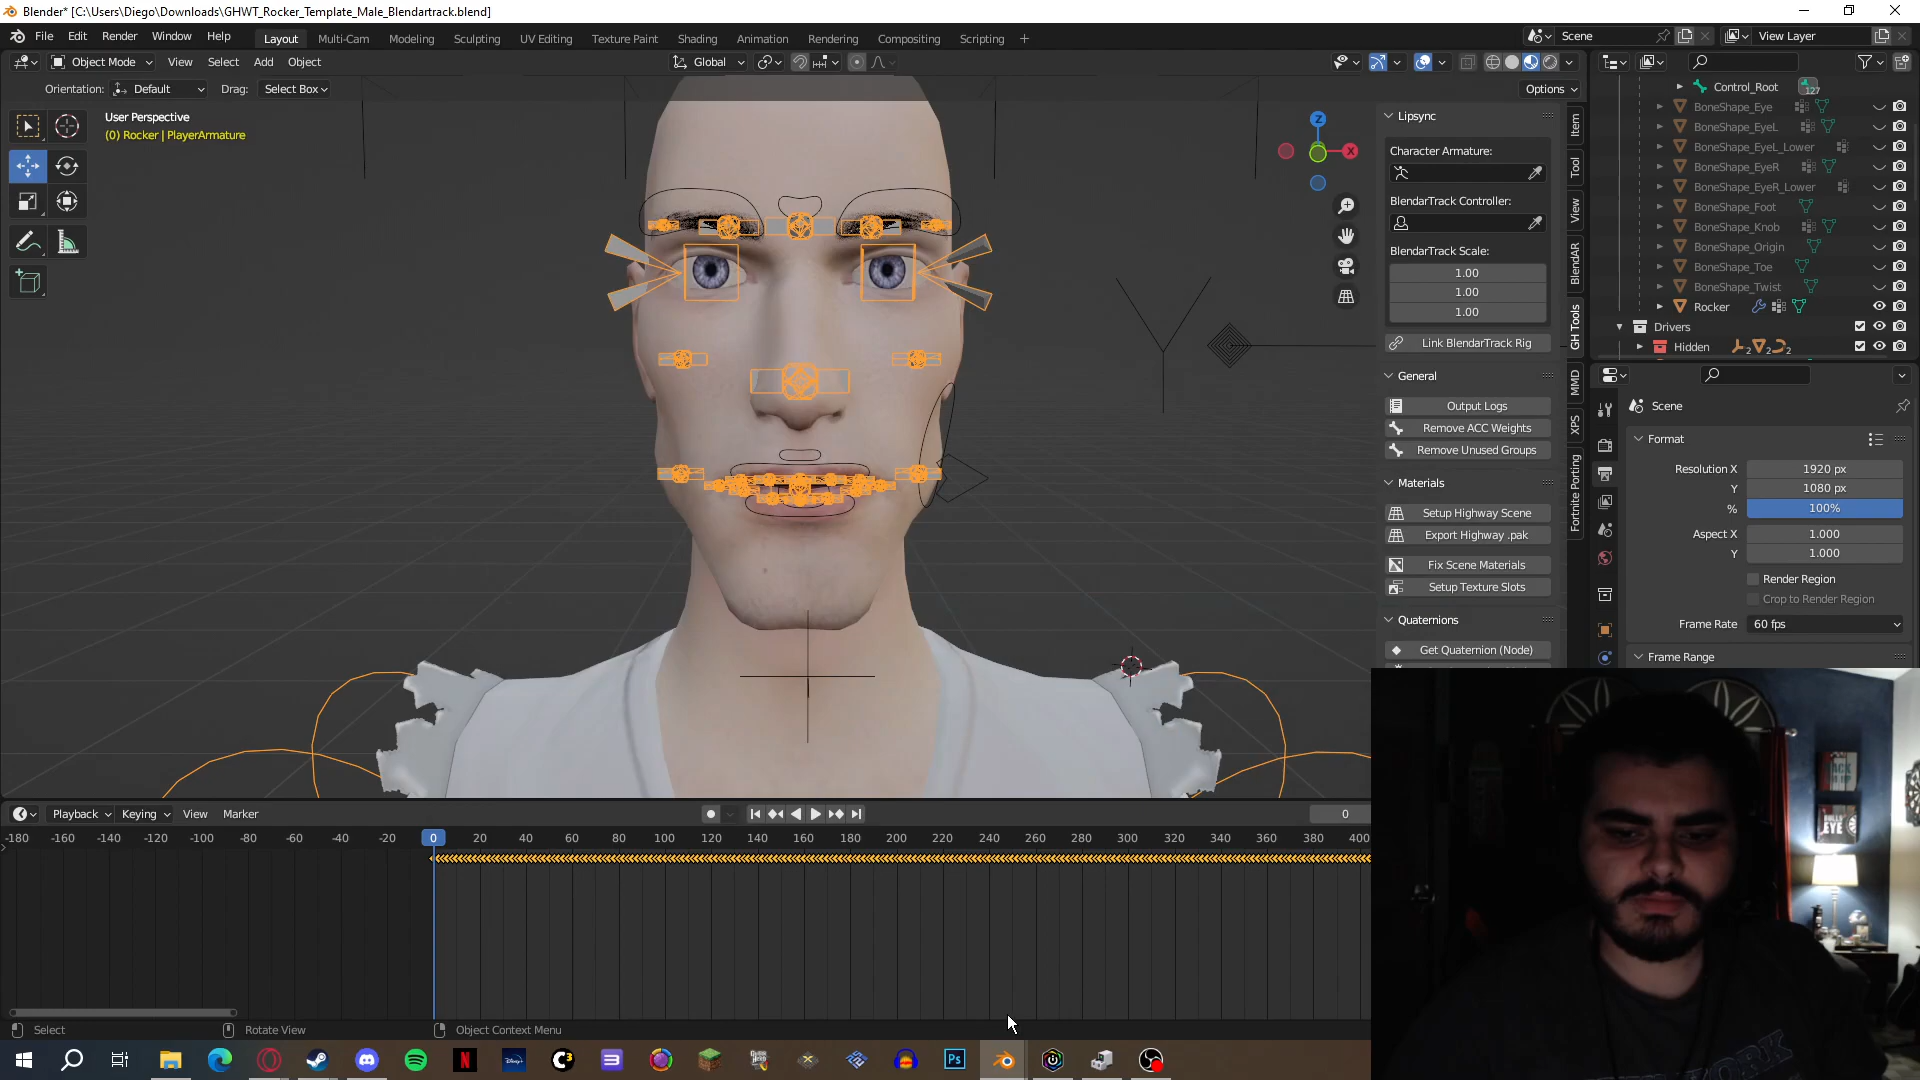 Blender* [C:\Users\Diego\Downloads\GHWT_Rocker_Template_Male_Blendartrack.blend]
File Edit Render Window Help Layout Multi-Cam Modeling Sculpting UV Editing Texture Paint Shading Animation Rendering Compositing Scripting Scene View Layer
Object Mode View Select Add Object Global
Orientation: Default Drag: Select Box Options
User Perspective
(0) Rocker | PlayerArmature
Z
X
Lipsync
Character Armature:
BlendarTrack Controller:
BlendarTrack Scale:
1.00
1.00
1.00
Link BlendarTrack Rig
General
Output Logs
Remove ACC Weights
Remove Unused Groups
Materials
Setup Highway Scene
Export Highway .pak
Fix Scene Materials
Setup Texture Slots
Quaternions
Get Quaternion (Node)
Item
Tool
View
BlendAR
GH Tools
MMD
XPS
Fortnite Porting
Control_Root 127
BoneShape_Eye
BoneShape_EyeL
BoneShape_EyeL_Lower
BoneShape_EyeR
BoneShape_EyeR_Lower
BoneShape_Foot
BoneShape_Knob
BoneShape_Origin
BoneShape_Toe
BoneShape_Twist
Rocker
Drivers
Hidden 2 2 2
Scene
Format
Resolution X 1920 px
Y 1080 px
% 100%
Aspect X 1.000
Y 1.000
Render Region
Crop to Render Region
Frame Rate 60 fps
Frame Range
Playback Keying View Marker 0
-180 -160 -140 -120 -100 -80 -60 -40 -20 0 20 40 60 80 100 120 140 160 180 200 220 240 260 280 300 320 340 360 380 400
Select Rotate View Object Context Menu
Ps